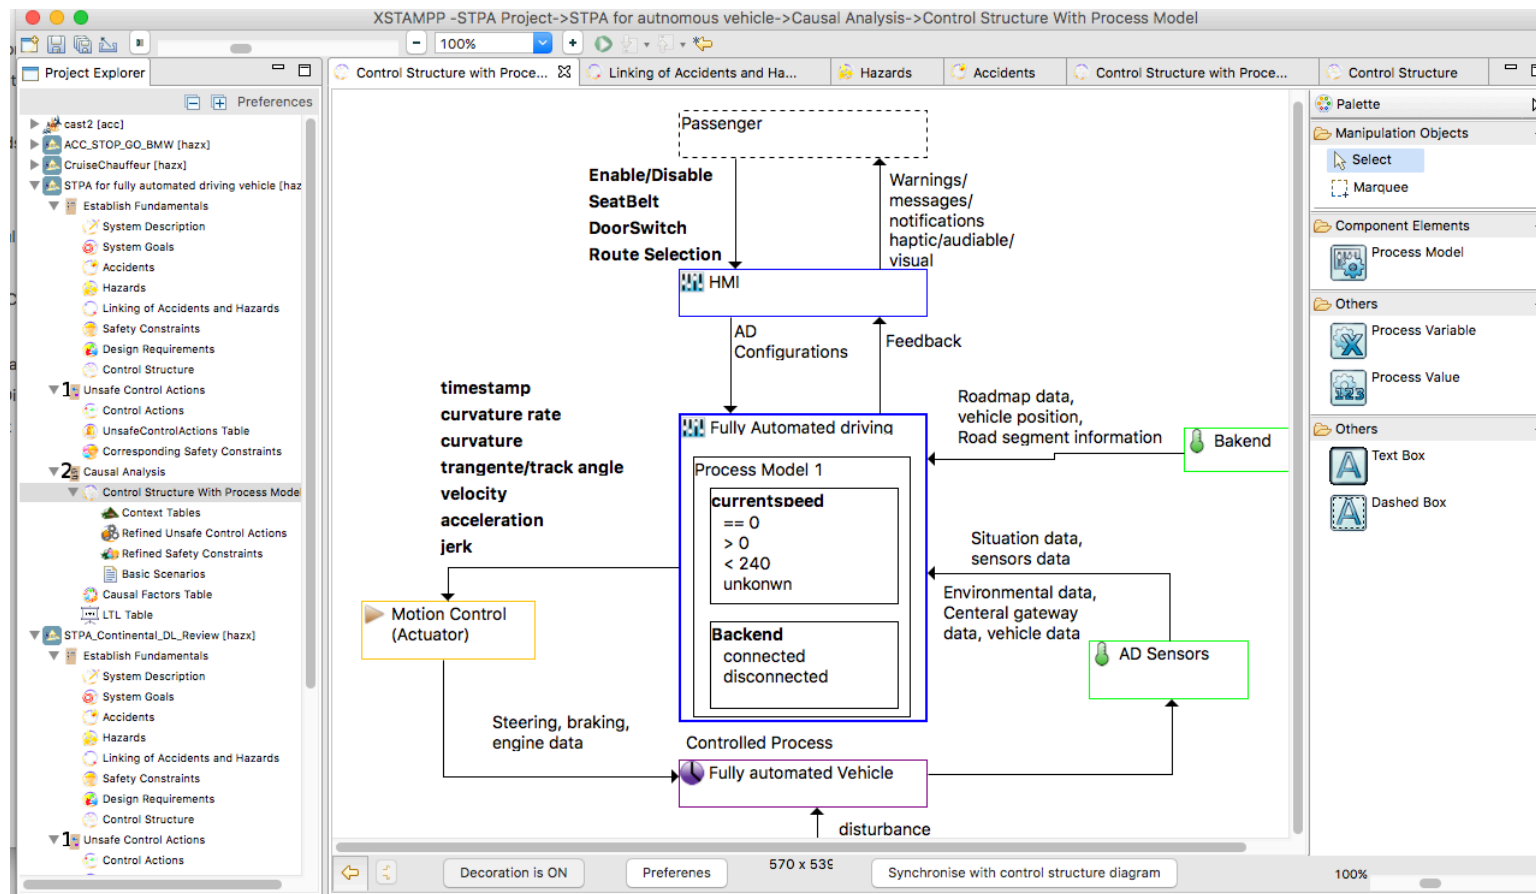 XSTAMPP -STPA Project->STPA for autnomous vehicle->Causal Analysis->Control Structure With Process Model
100%
Project Explorer
Preferences
cast2 [acc]
ACC_STOP_GO_BMW [hazx]
CruiseChauffeur [hazx]
STPA for fully automated driving vehicle [haz
Establish Fundamentals
System Description
System Goals
Accidents
Hazards
Linking of Accidents and Hazards
Safety Constraints
Design Requirements
Control Structure
1 Unsafe Control Actions
Control Actions
UnsafeControlActions Table
Corresponding Safety Constraints
2 Causal Analysis
Control Structure With Process Mode
Context Tables
Refined Unsafe Control Actions
Refined Safety Constraints
Basic Scenarios
Causal Factors Table
LTL Table
STPA_Continental_DL_Review [hazx]
Establish Fundamentals
System Description
System Goals
Accidents
Hazards
Linking of Accidents and Hazards
Safety Constraints
Design Requirements
Control Structure
1 Unsafe Control Actions
Control Actions
Control Structure with Proce...
Linking of Accidents and Ha...
Hazards
Accidents
Control Structure with Proce...
Control Structure
Passenger
Enable/Disable
SeatBelt
DoorSwitch
Route Selection
Warnings/
messages/
notifications
haptic/audiable/
visual
HMI
AD
Configurations
Feedback
timestamp
curvature rate
curvature
trangente/track angle
velocity
acceleration
jerk
Fully Automated driving
Process Model 1
currentspeed
== 0
> 0
< 240
unkonwn
Backend
connected
disconnected
Roadmap data,
vehicle position,
Road segment information
Bakend
Situation data,
sensors data
Environmental data,
Centeral gateway
data, vehicle data
AD Sensors
Motion Control
(Actuator)
Steering, braking,
engine data
Controlled Process
Fully automated Vehicle
disturbance
Decoration is ON
Preferenes
570 x 539
Synchronise with control structure diagram
100%
Palette
Manipulation Objects
Select
Marquee
Component Elements
Process Model
Others
Process Variable
Process Value
Others
Text Box
Dashed Box